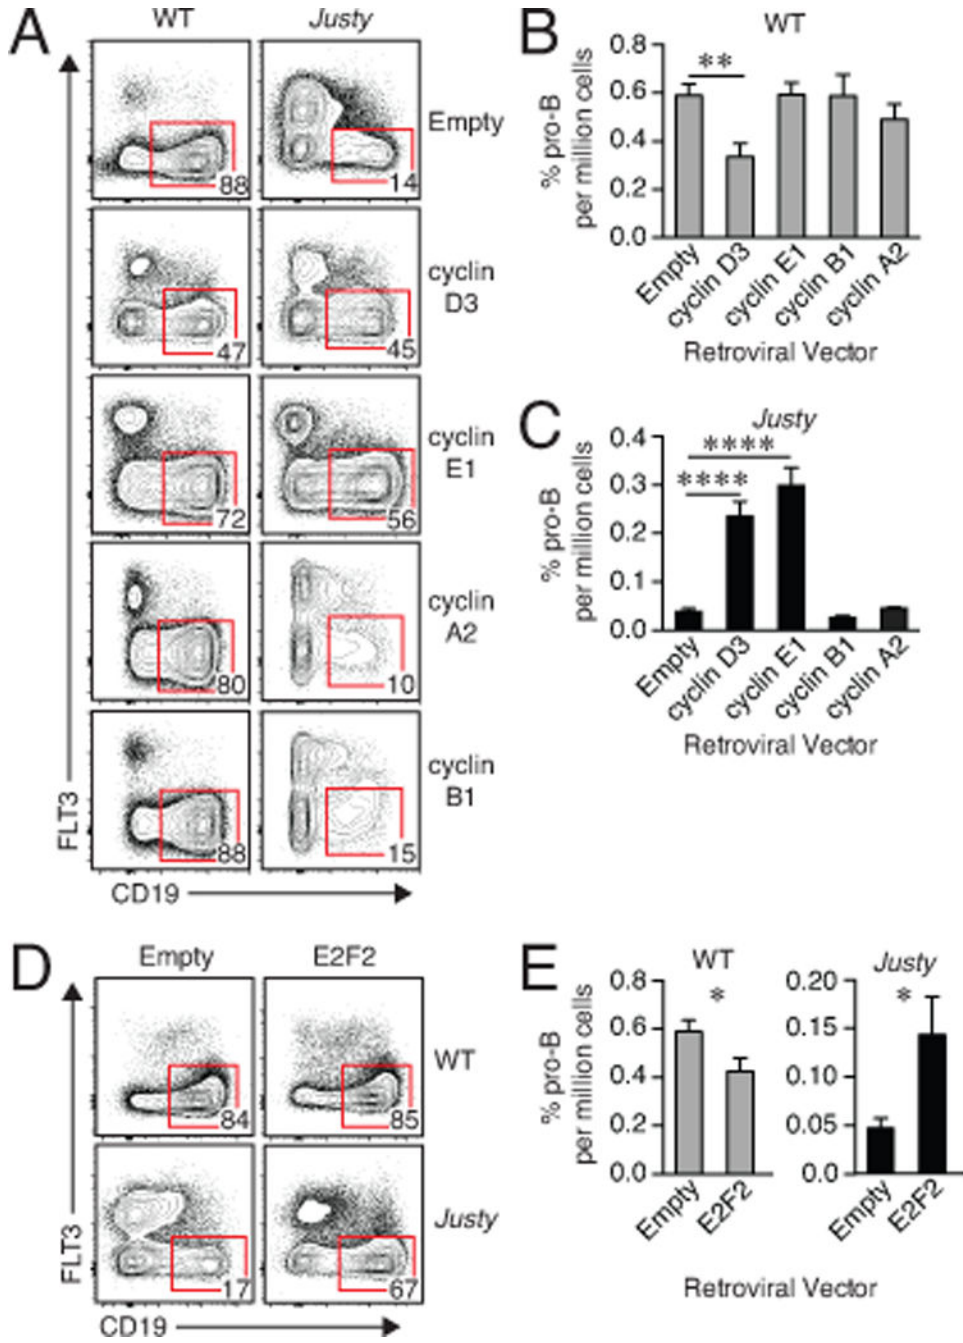 A
WT
Justy
Empty
88
14
cyclin
D3
47
45
cyclin
E1
72
56
cyclin
A2
80
10
cyclin
B1
88
15
FLT3
CD19
B
WT
**
% pro-B
per million cells
0.8
0.6
0.4
0.2
0.0
Empty
cyclin D3
cyclin E1
cyclin B1
cyclin A2
Retroviral Vector
C
Justy
****
****
% pro-B
per million cells
0.4
0.3
0.2
0.1
0.0
Empty
cyclin D3
cyclin E1
cyclin B1
cyclin A2
Retroviral Vector
D
Empty
E2F2
WT
84
85
Justy
17
67
FLT3
CD19
E
WT
*
% pro-B
per million cells
0.8
0.6
0.4
0.2
0.0
Empty
E2F2
Justy
*
0.20
0.15
0.10
0.05
0.0
Empty
E2F2
Retroviral Vector